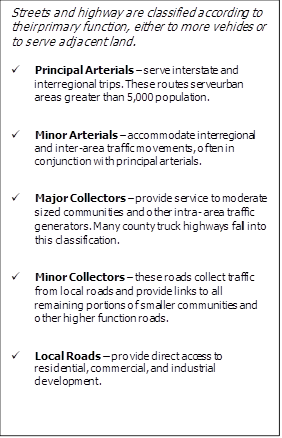 Streets and highway are classified according to
their primary function, either to more vehides or
to serve adjacent land.
✓ Principal Arterials – serve interstate and
interregional trips. These routes serve urban
areas greater than 5,000 population.
✓ Minor Arterials – accommodate interregional
and inter-area traffic movements, often in
conjunction with principal arterials.
✓ Major Collectors – provide service to moderate
sized communities and other intra- area traffic
generators. Many county truck highways fall into
this classification.
✓ Minor Collectors – these roads collect traffic
from local roads and provide links to all
remaining portions of smaller communities and
other higher function roads.
✓ Local Roads – provide direct access to
residential, commercial, and industrial
development.